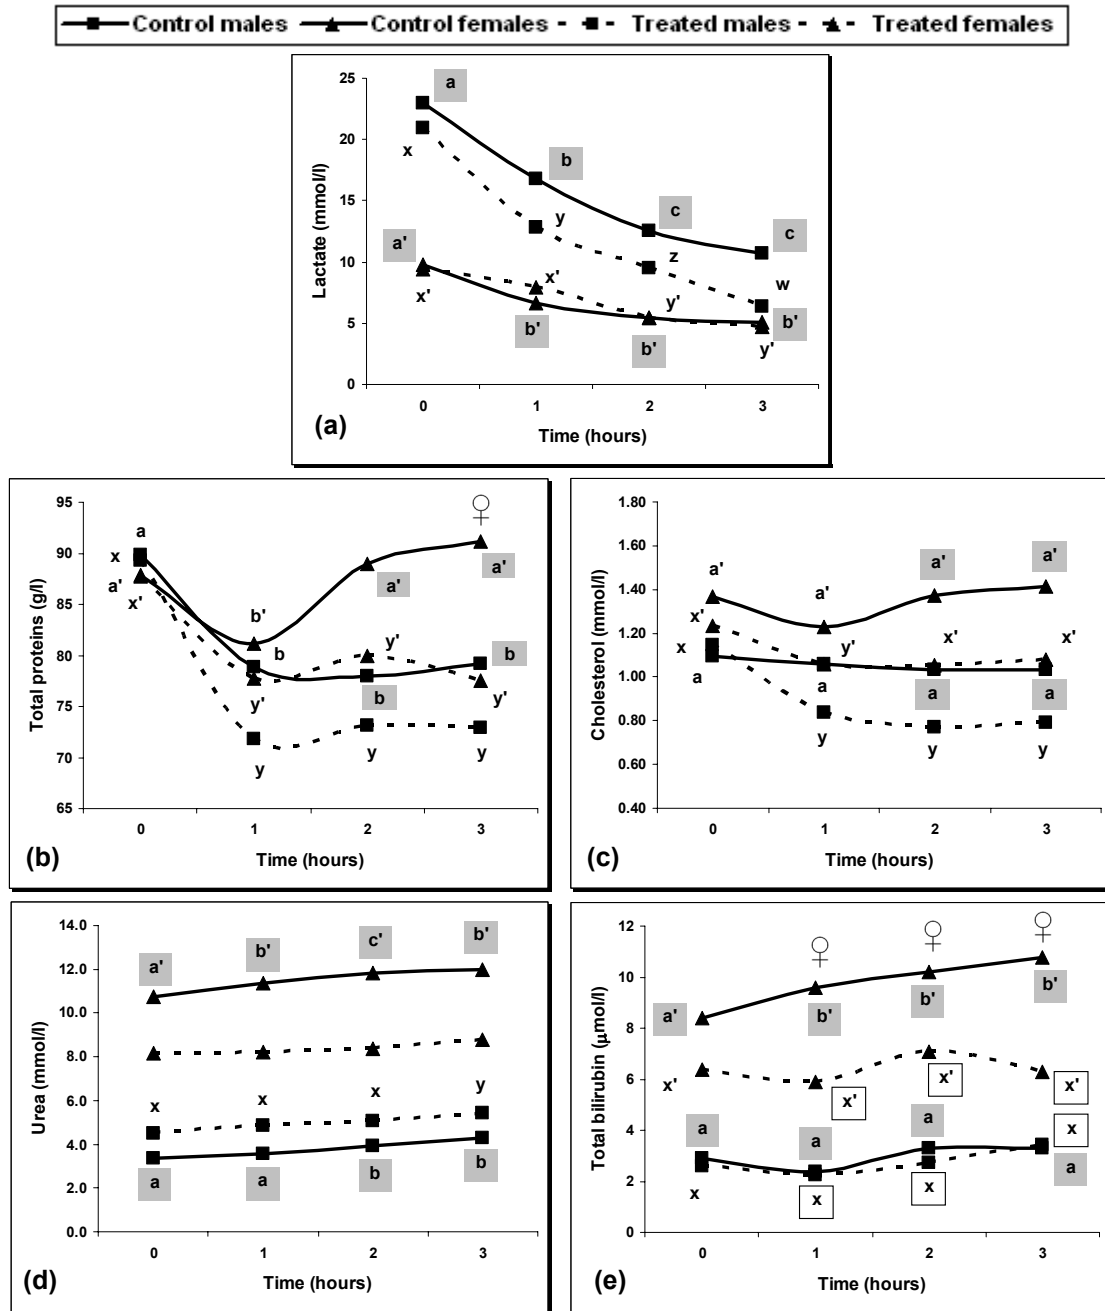 Control males Control females Treated males Treated females
25
20
15
10
5
0
Lactate (mmol/l)
a
b
c
c
x
y
z
w
a'
x'
x'
b'
y'
b'
b'
y'
0 1 2 3
Time (hours)
(a)
95
90
85
80
75
70
65
Total proteins (g/l)
♀
a
x
a'
x'
b'
b
y'
y
a'
y'
b
y
a'
b
y'
y
0 1 2 3
Time (hours)
(b)
1.80
1.60
1.40
1.20
1.00
0.80
0.60
0.40
Cholesterol (mmol/l)
a'
x'
x
a
a'
y'
a
y
a'
x'
a
y
a'
x'
a
y
0 1 2 3
Time (hours)
(c)
14.0
12.0
10.0
8.0
6.0
4.0
2.0
0.0
Urea (mmol/l)
a' b' c' b'
x x x y
a a b b
0 1 2 3
Time (hours)
(d)
12
10
8
6
4
2
0
Total bilirubin (μmol/l)
♀ ♀ ♀
a' b' b' b'
x' x' x' x'
a a a x
x x x a
0 1 2 3
Time (hours)
(e)